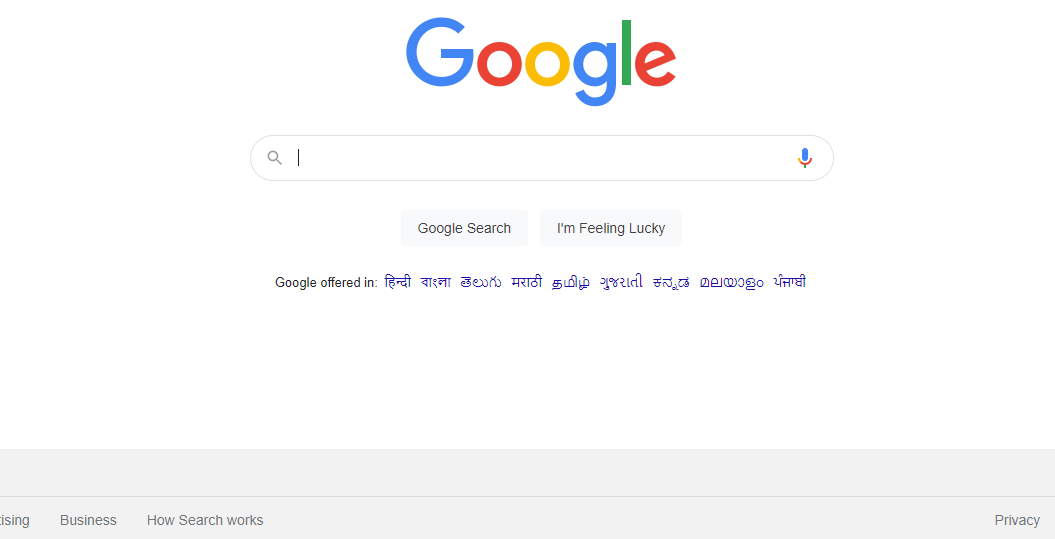 Google
Google Search I'm Feeling Lucky
Google offered in: हिन्दी বাংলা తెలుగు मराठी தமிழ் ગુજરાતી ಕನ್ನಡ മലയാളം ਪੰਜਾਬੀ
Business How Search works Privacy